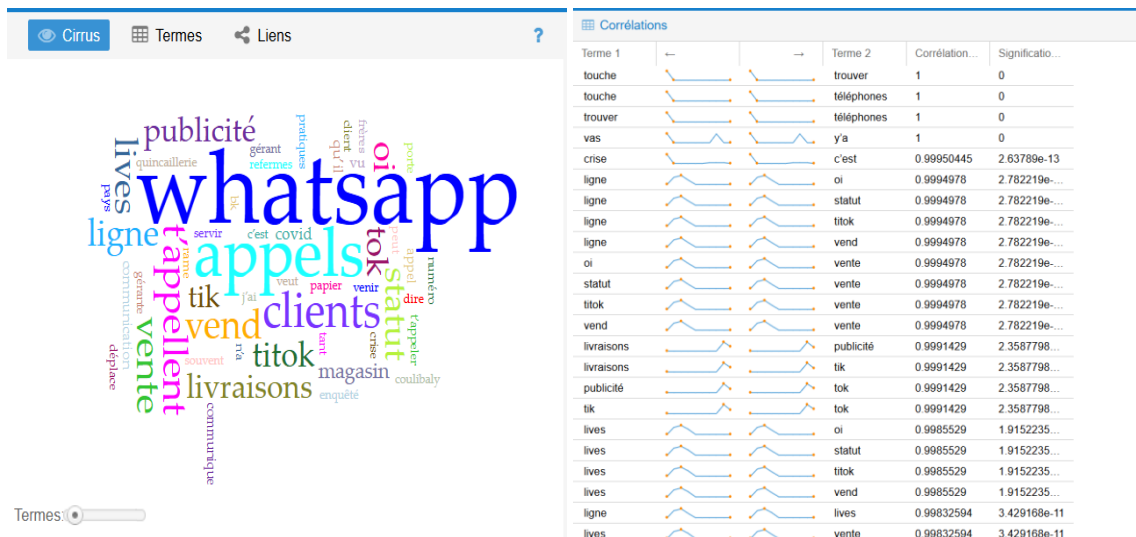 Cirrus Termes Liens ?
publicité
pratiques
client
frères
qu'il
gérant
quincaillerie
refermes
vu
oi
porte
lives
pays
whatsapp
bk
ligne
t'appellent
servir
c'est covid
rame
appels
tok
peut
appel
numéro
communication
gérante
tik
j'ai
veut
papier
venir
statut
dire
vend
clients
t'appeler
vente
n'a
titok
tant
crise
déplace
souvent
magasin
coulibaly
livraisons
enquêté
communique
Termes:
Corrélations
Terme 1 ← → Terme 2 Corrélation... Significatio...
touche trouver 1 0
touche téléphones 1 0
trouver téléphones 1 0
vas y'a 1 0
crise c'est 0.99950445 2.63789e-13
ligne oi 0.9994978 2.782219e-...
ligne statut 0.9994978 2.782219e-...
ligne titok 0.9994978 2.782219e-...
ligne vend 0.9994978 2.782219e-...
oi vente 0.9994978 2.782219e-...
statut vente 0.9994978 2.782219e-...
titok vente 0.9994978 2.782219e-...
vend vente 0.9994978 2.782219e-...
livraisons publicité 0.9991429 2.3587798...
livraisons tik 0.9991429 2.3587798...
publicité tok 0.9991429 2.3587798...
tik tok 0.9991429 2.3587798...
lives oi 0.9985529 1.9152235...
lives statut 0.9985529 1.9152235...
lives titok 0.9985529 1.9152235...
lives vend 0.9985529 1.9152235...
ligne lives 0.99832594 3.429168e-11
lives vente 0.99832594 3.429168e-11